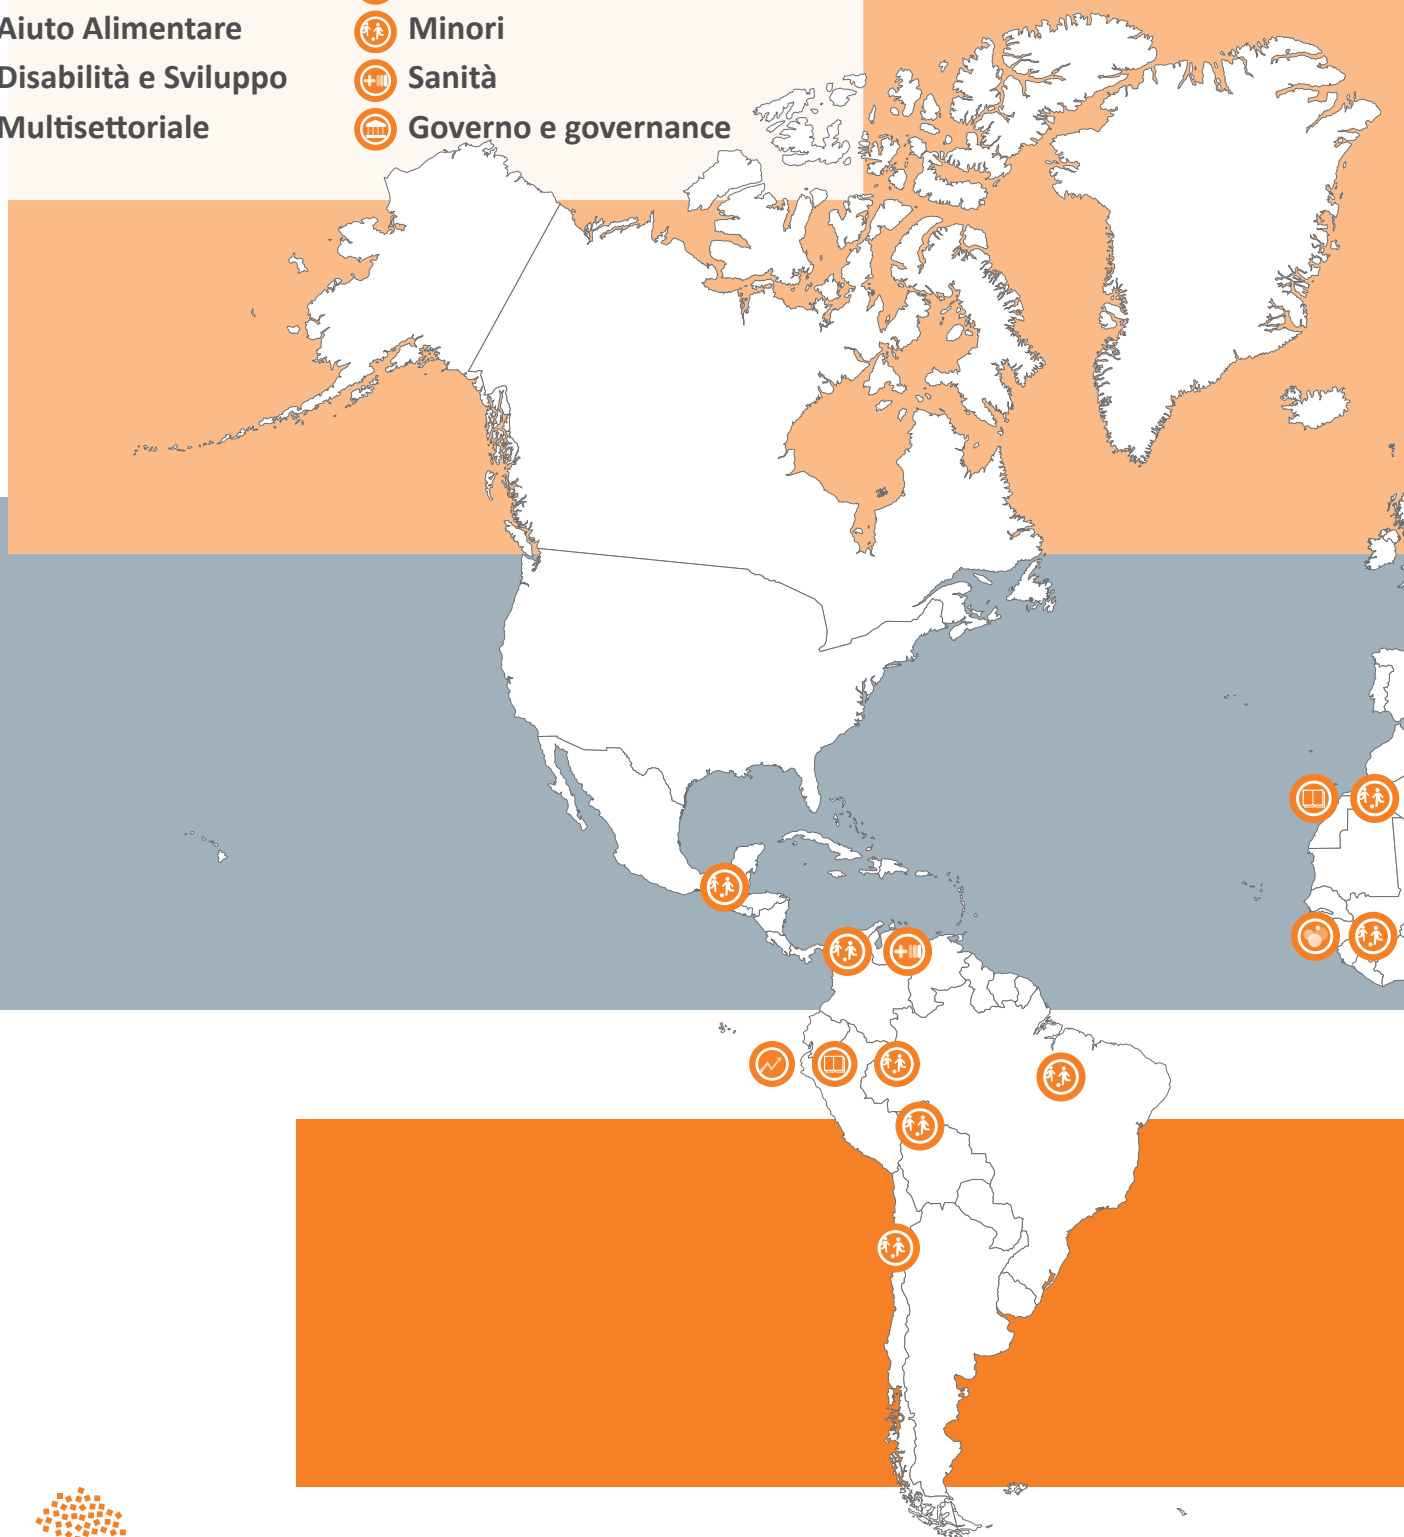 Aiuto Alimentare
Minori
Disabilità e Sviluppo
Sanità
Multisettoriale
Governo e governance